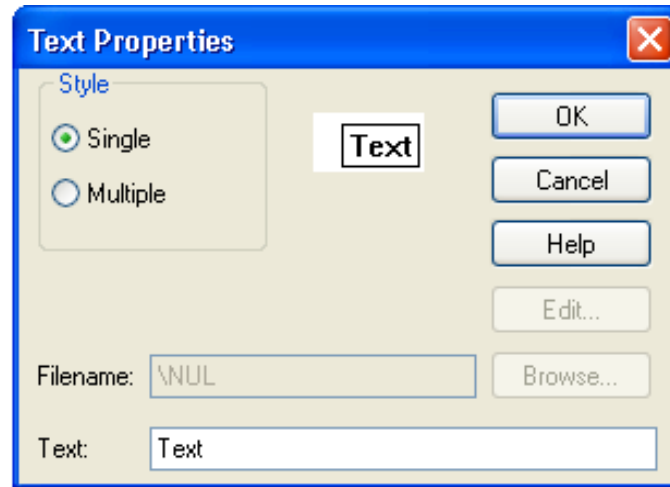 Text Properties
Style
Single
Multiple
Text
OK
Cancel
Help
Edit...
Filename: \NUL
Browse...
Text: Text